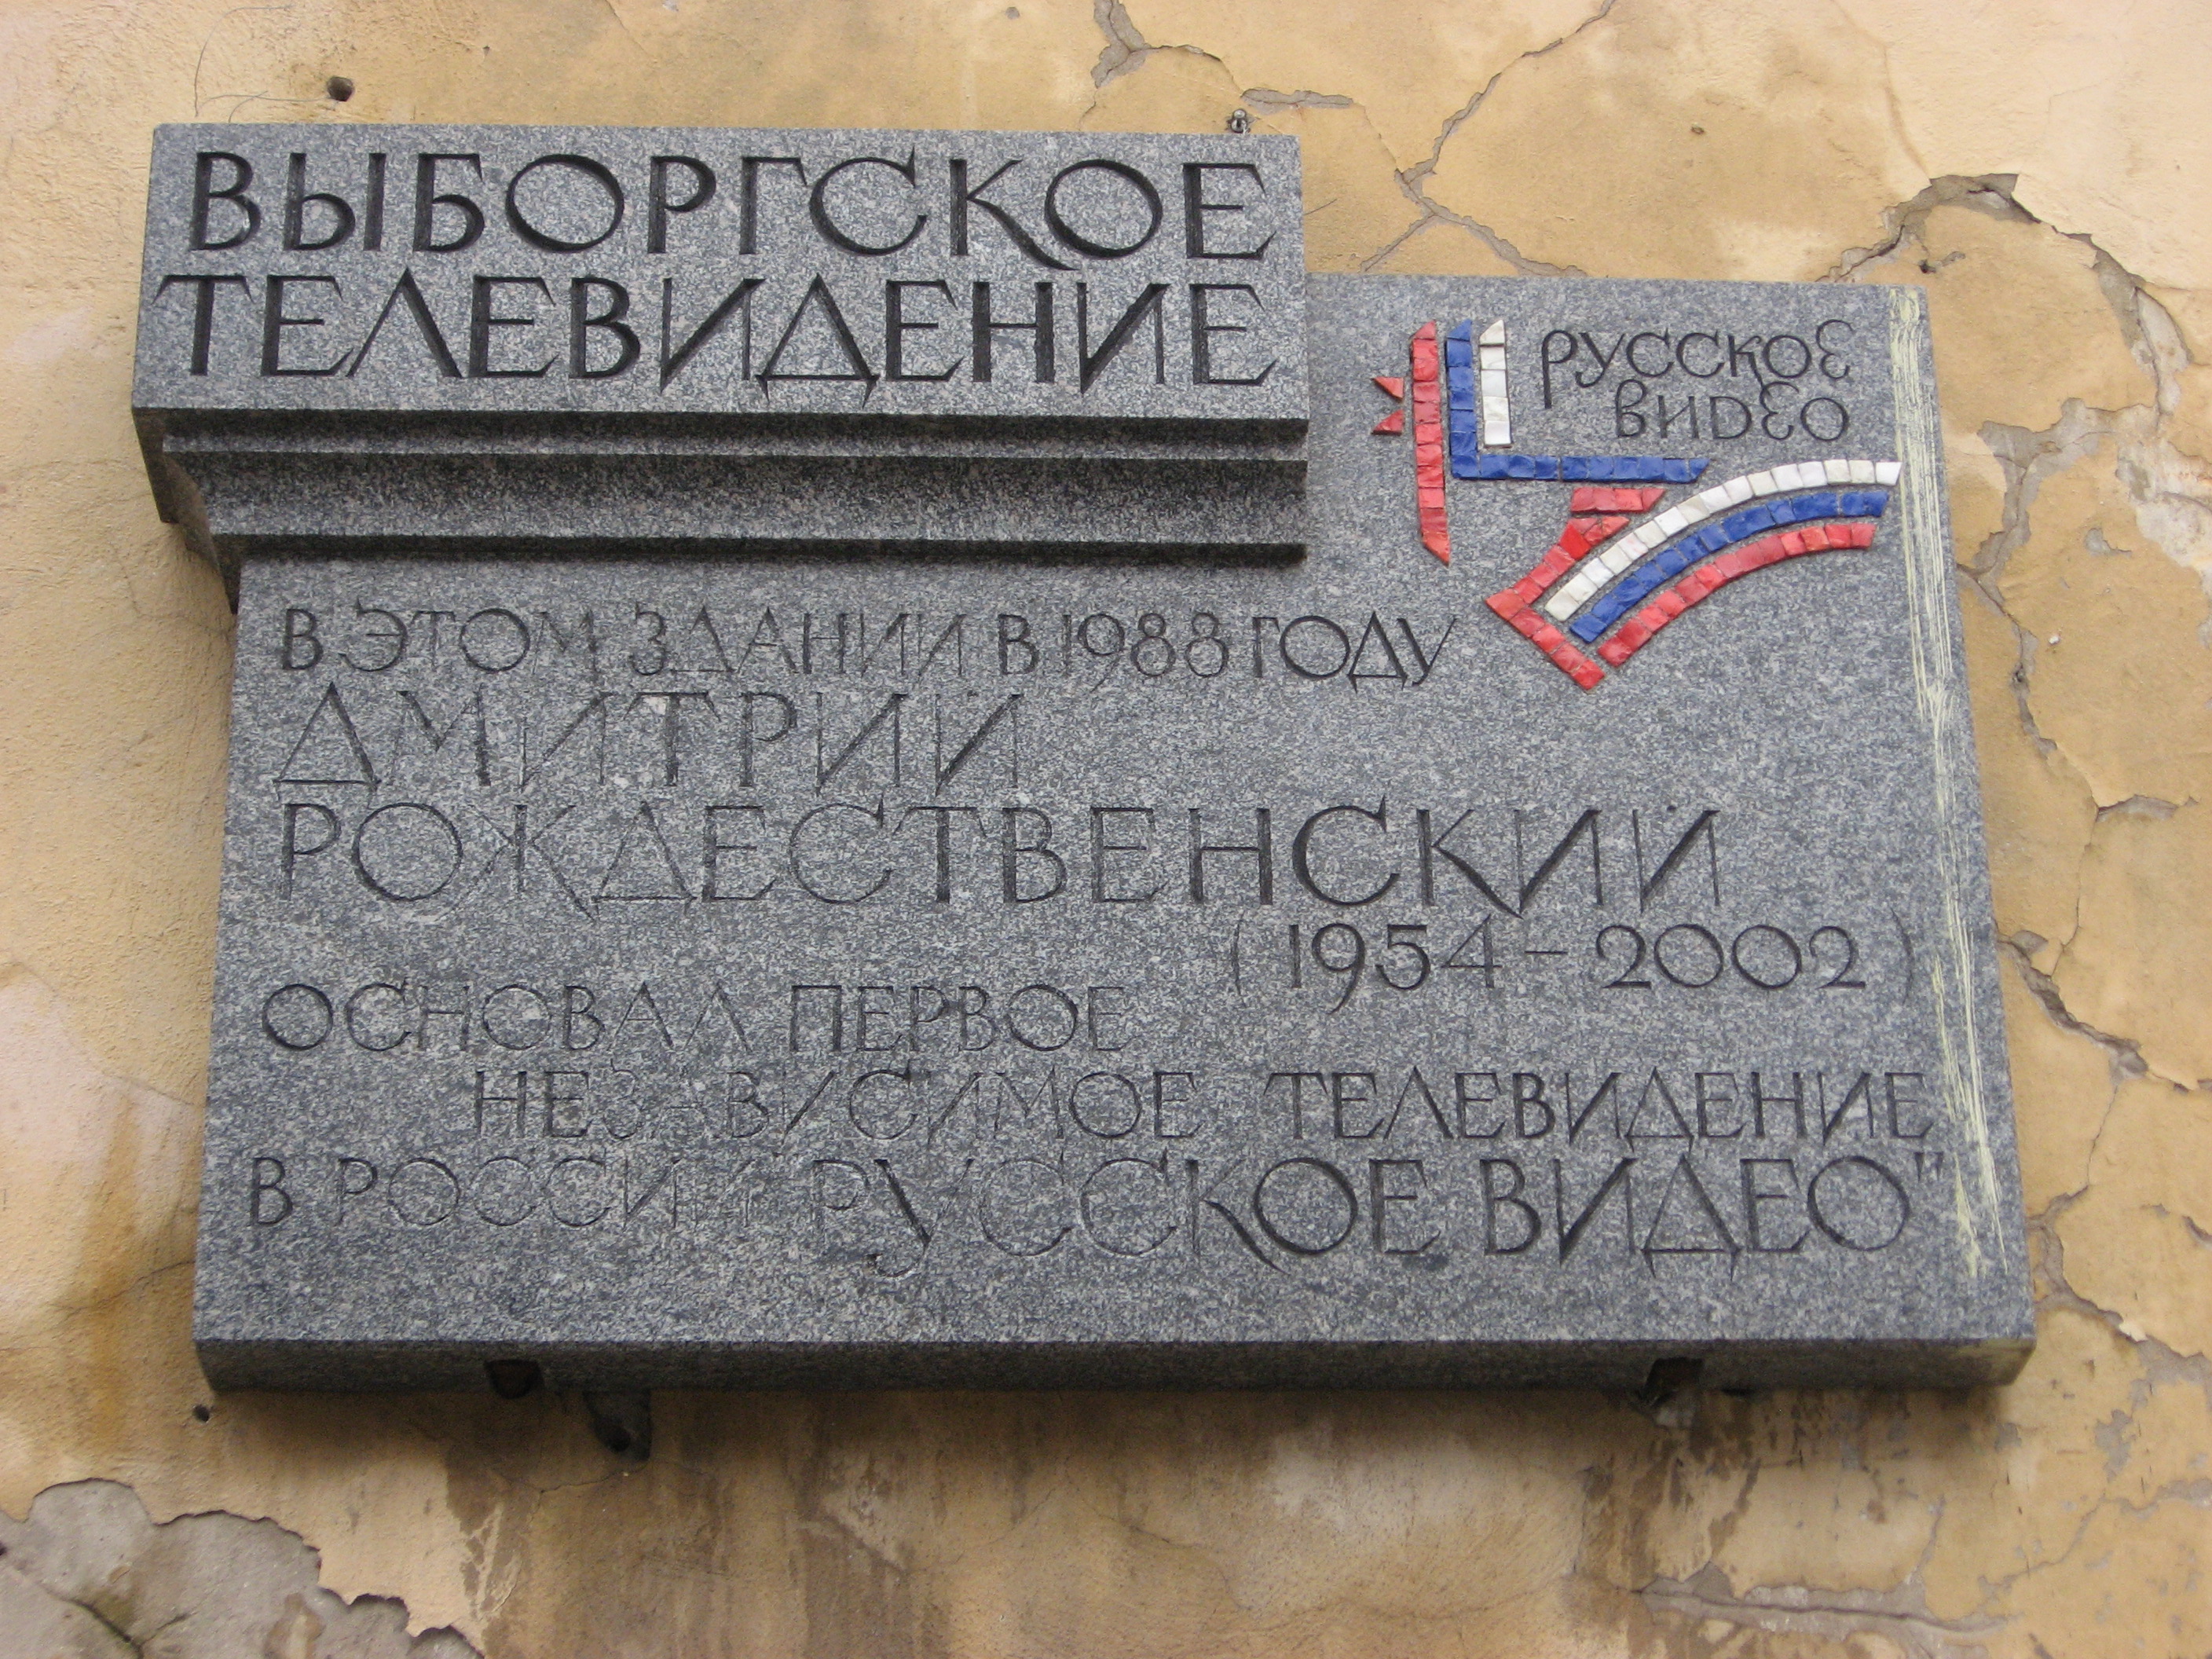 ВЫБОРГСКОЕ
ТЕЛЕВИДЕНИЕ
РУССКОЕ
ВИДЕО
В ЭТОМ ЗДАНИИ В 1988 ГОДУ
ДМИТРИЙ
РОЖДЕСТВЕНСКИЙ
(1954 – 2002)
ОСНОВАЛ ПЕРВОЕ
НЕЗАВИСИМОЕ ТЕЛЕВИДЕНИЕ
В РОССИИ "РУССКОЕ ВИДЕО"